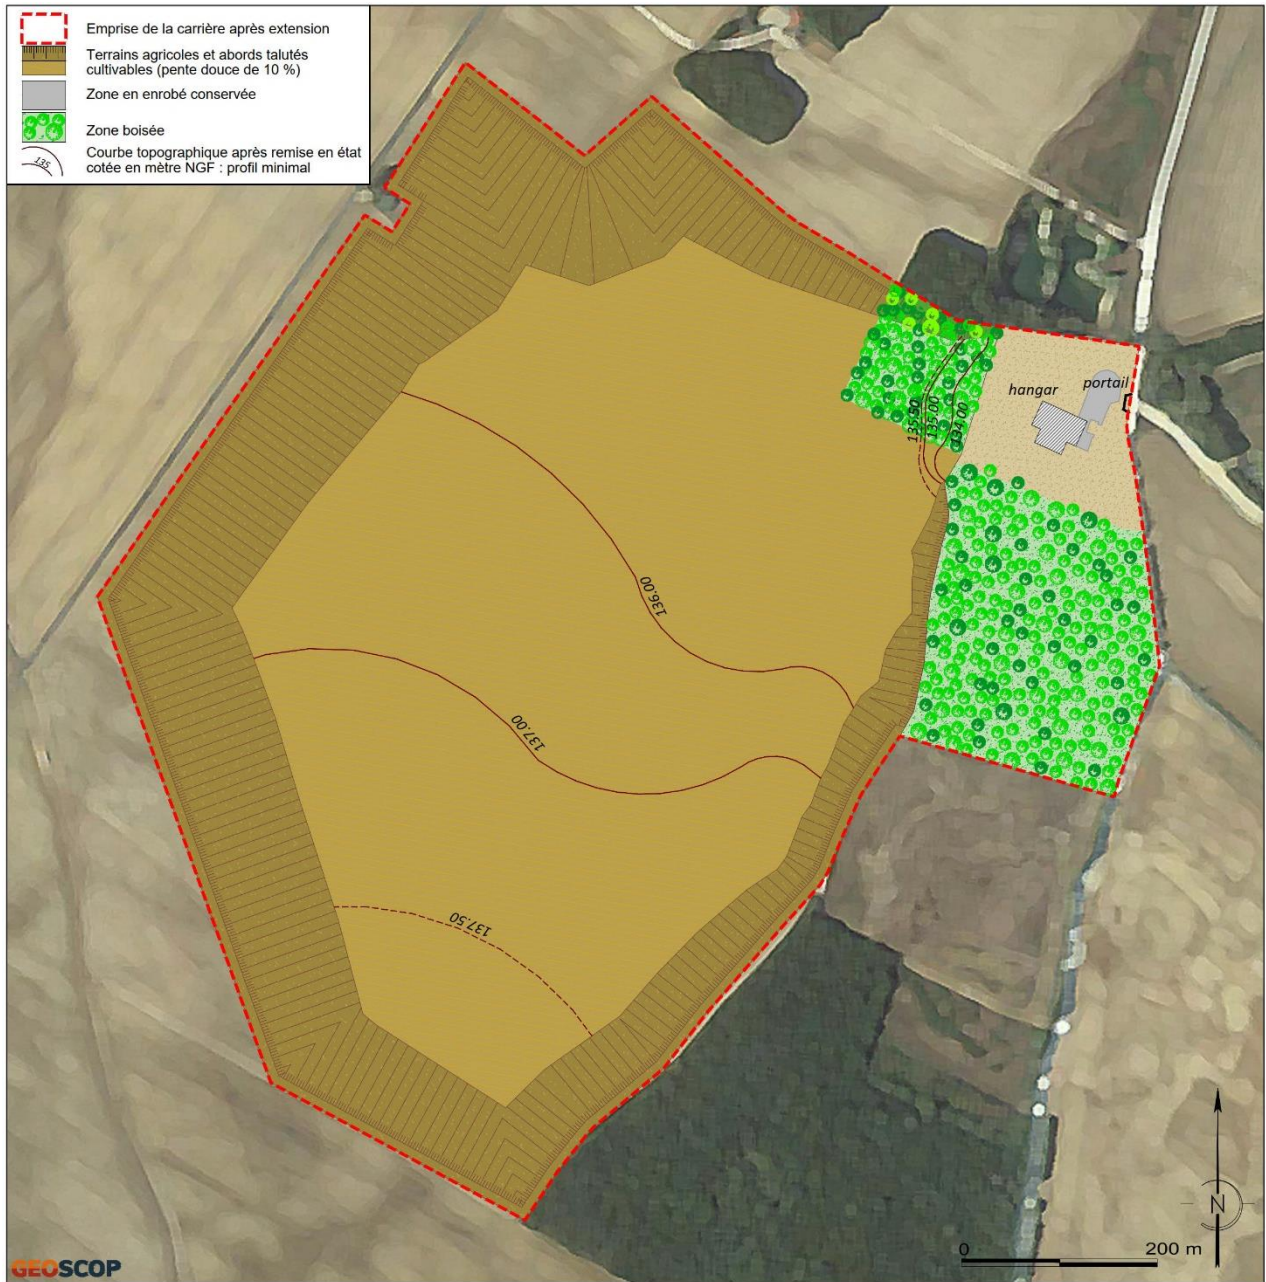 Emprise de la carrière après extension
Terrains agricoles et abords talutés
cultivables (pente douce de 10 %)
Zone en enrobé conservée
Zone boisée
135
Courbe topographique après remise en état
cotée en mètre NGF : profil minimal
hangar
portail
135.50
135.00
134.00
136.00
137.00
137.50
N
0
200 m
GEOSCOP